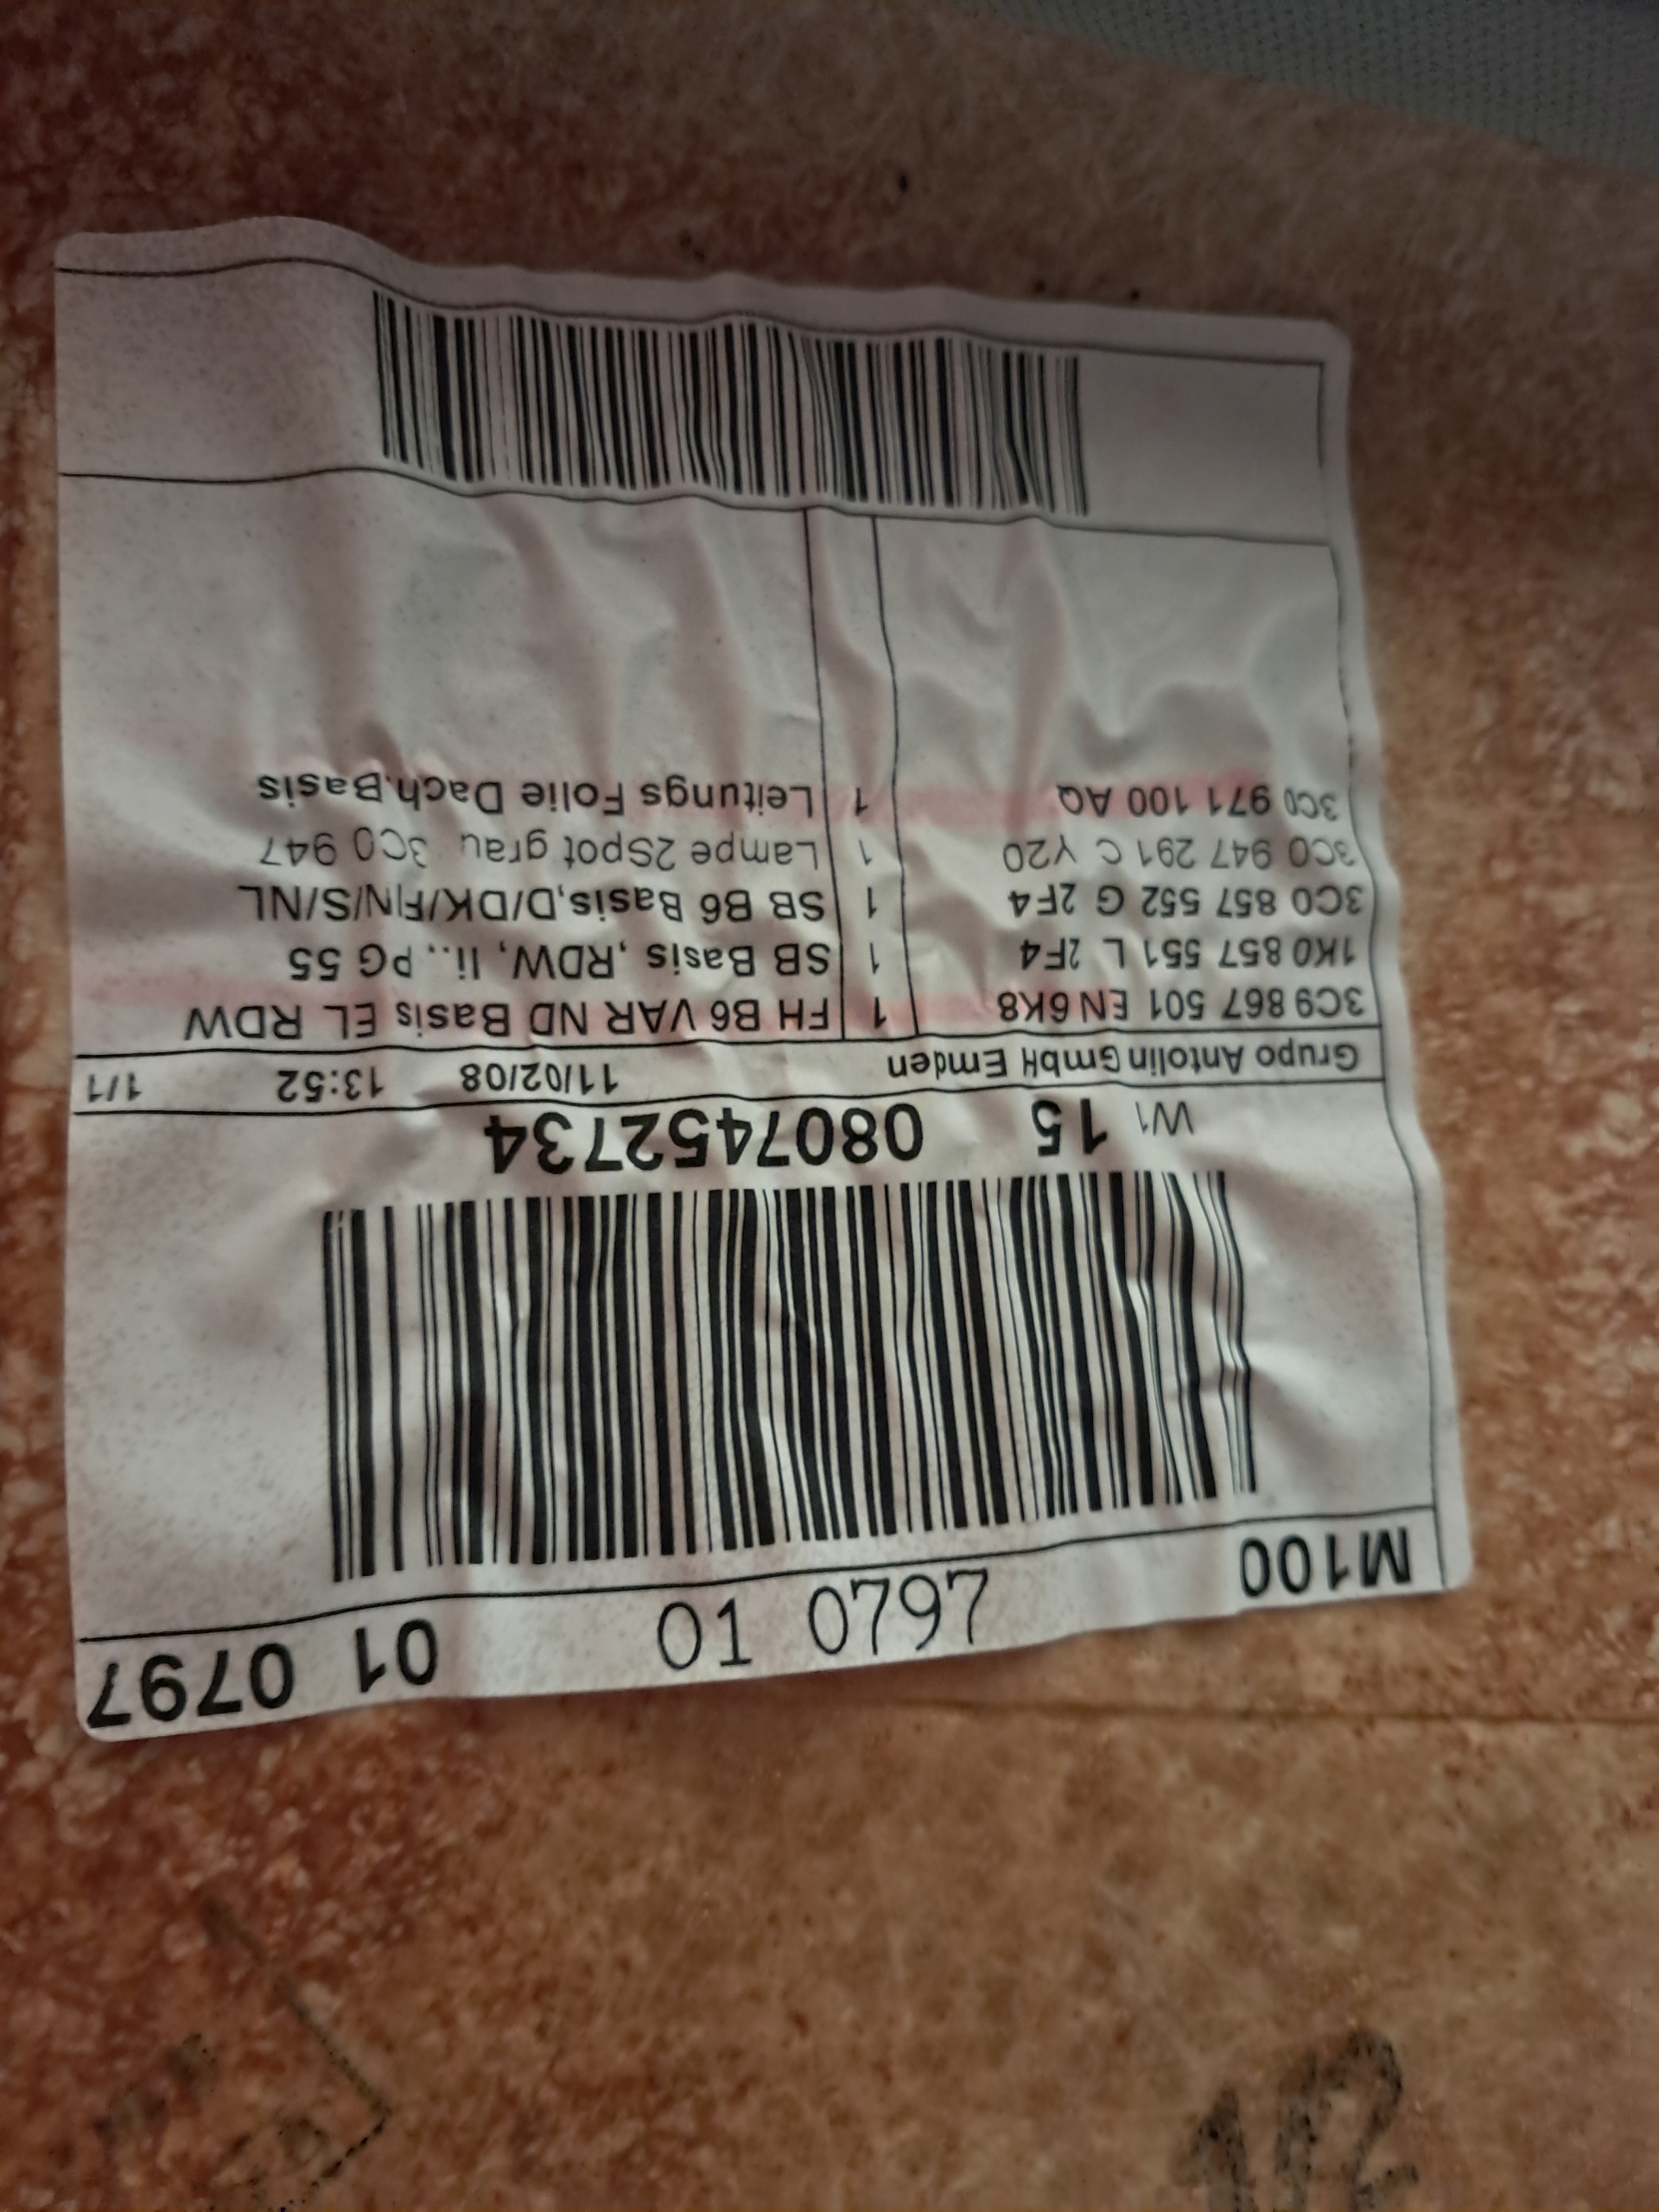 01 0797 01 0797 M100
W1 15 0807452734
Grupo Antolin GmbH Emden 11/02/08 13:52 1/1
3C9 867 501 EN 6K8 1 FH B6 VAR ND Basis EL RDW
1K0 857 551 L 2F4 1 SB Basis ,RDW, li.. PG 55
3C0 857 552 G 2F4 1 SB B6 Basis,D/DK/F/N/S/NL
3C0 947 291 C Y20 1 Lampe 2Spot grau 3C0 947
3C0 971 100 AQ 1 Leitungs Folie Dach,Basis